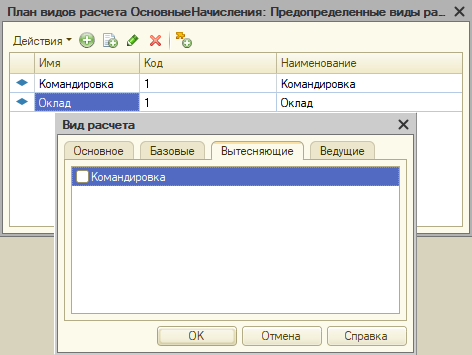 План видов расчета ОсновныеНачисления: Предопределенные виды ра...
Действия
Имя Код Наименование
Командировка 1 Командировка
Оклад 1 Оклад
Вид расчета
Основное Базовые Вытесняющие Ведущие
Командировка
OK Отмена Справка